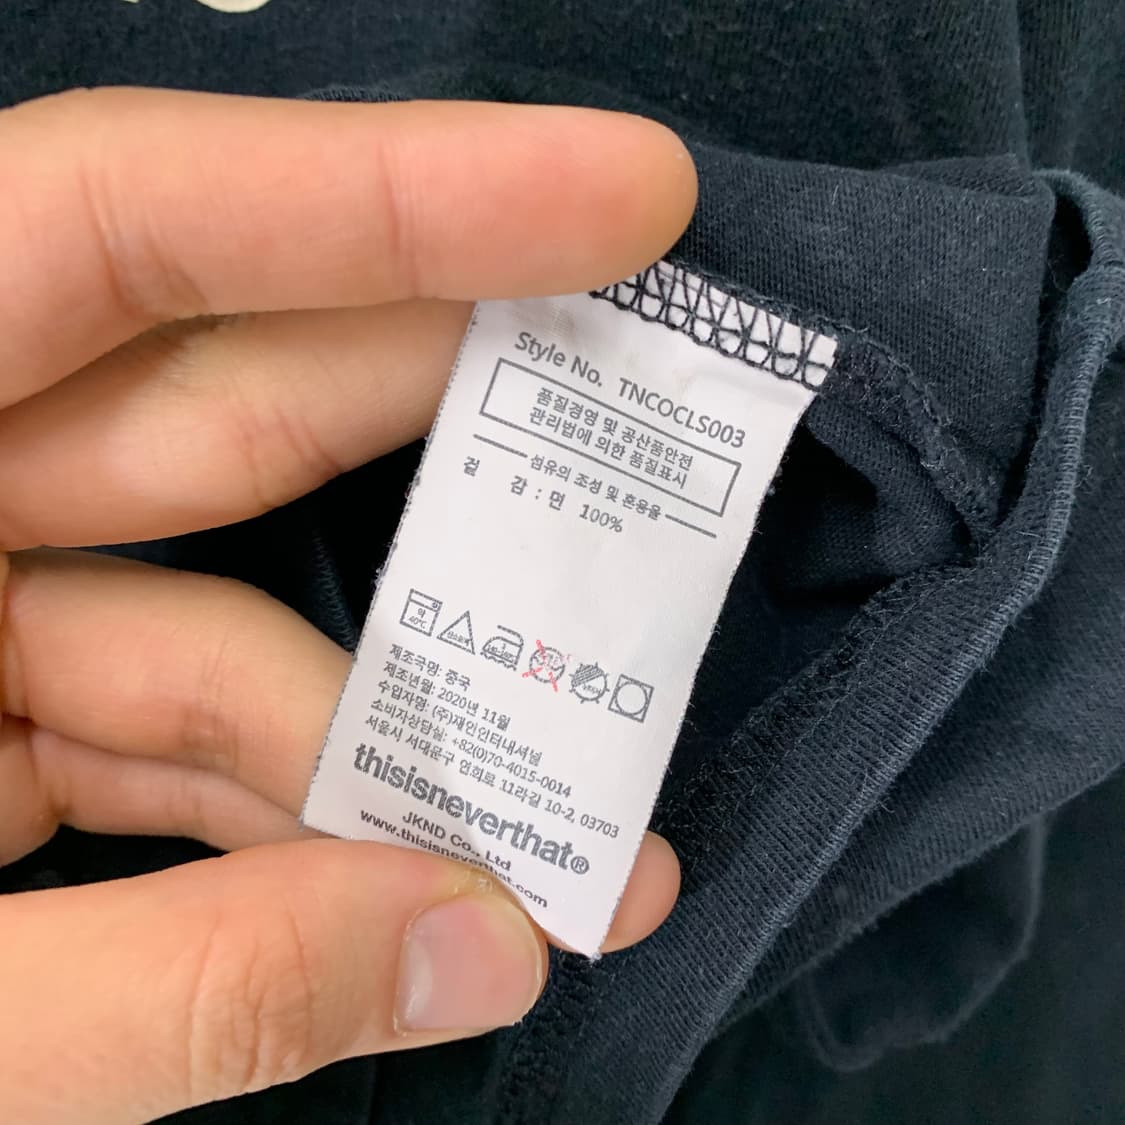 Style No. TNCOCLS003
품질경영 및 공산품안전
관리법에 의한 품질표시
섬유의 조성 및 혼용율
겉 감 : 면 100%
약
40℃
제조국명: 중국
제조년월: 2020년 11월
수입자명: (주)재인인터내셔널
소비자상담실: +82(0)70-4015-0014
서울시 서대문구 연희로 11라길 10-2, 03703
thisisneverthat®
JKND Co., Ltd
www.thisisneverthat.com